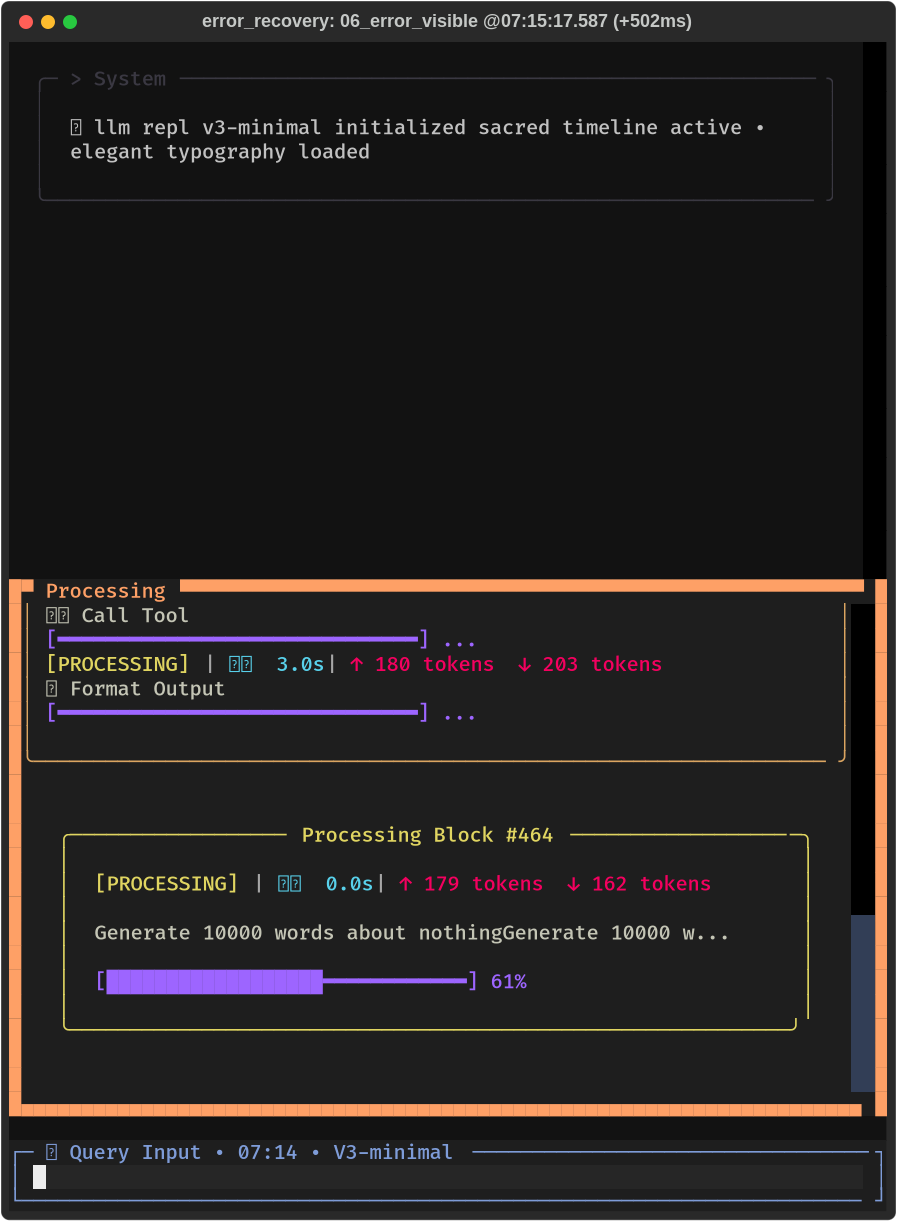 error_recovery: 06_error_visible @07:15:17.587 (+502ms)
> System
llm repl v3-minimal initialized sacred timeline active •
elegant typography loaded
Processing
Call Tool
[━━━━━━━━━━━━━━━━━━━━━━━━━━━━━━] ...
[PROCESSING] | 3.0s| ↑ 180 tokens ↓ 203 tokens
Format Output
[━━━━━━━━━━━━━━━━━━━━━━━━━━━━━━] ...
Processing Block #464
[PROCESSING] | 0.0s| ↑ 179 tokens ↓ 162 tokens
Generate 10000 words about nothingGenerate 10000 w...
[██████████████████━━━━━━━━━━━━] 61%
Query Input • 07:14 • V3-minimal